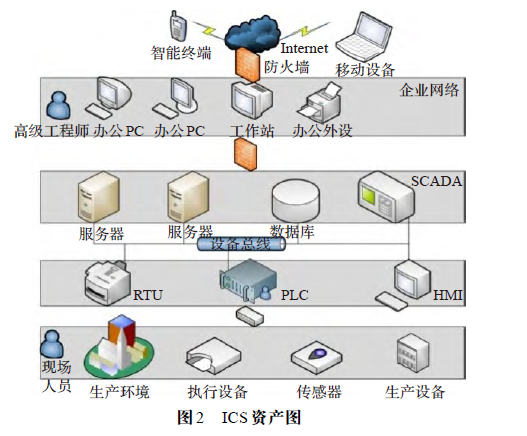 智能终端
Internet
防火墙
移动设备
企业网络
高级工程师 办公PC 办公PC 工作站 办公外设
SCADA
服务器 服务器 数据库
设备总线
RTU PLC HMI
现场
人员
生产环境 执行设备 传感器 生产设备
图2 ICS资产图